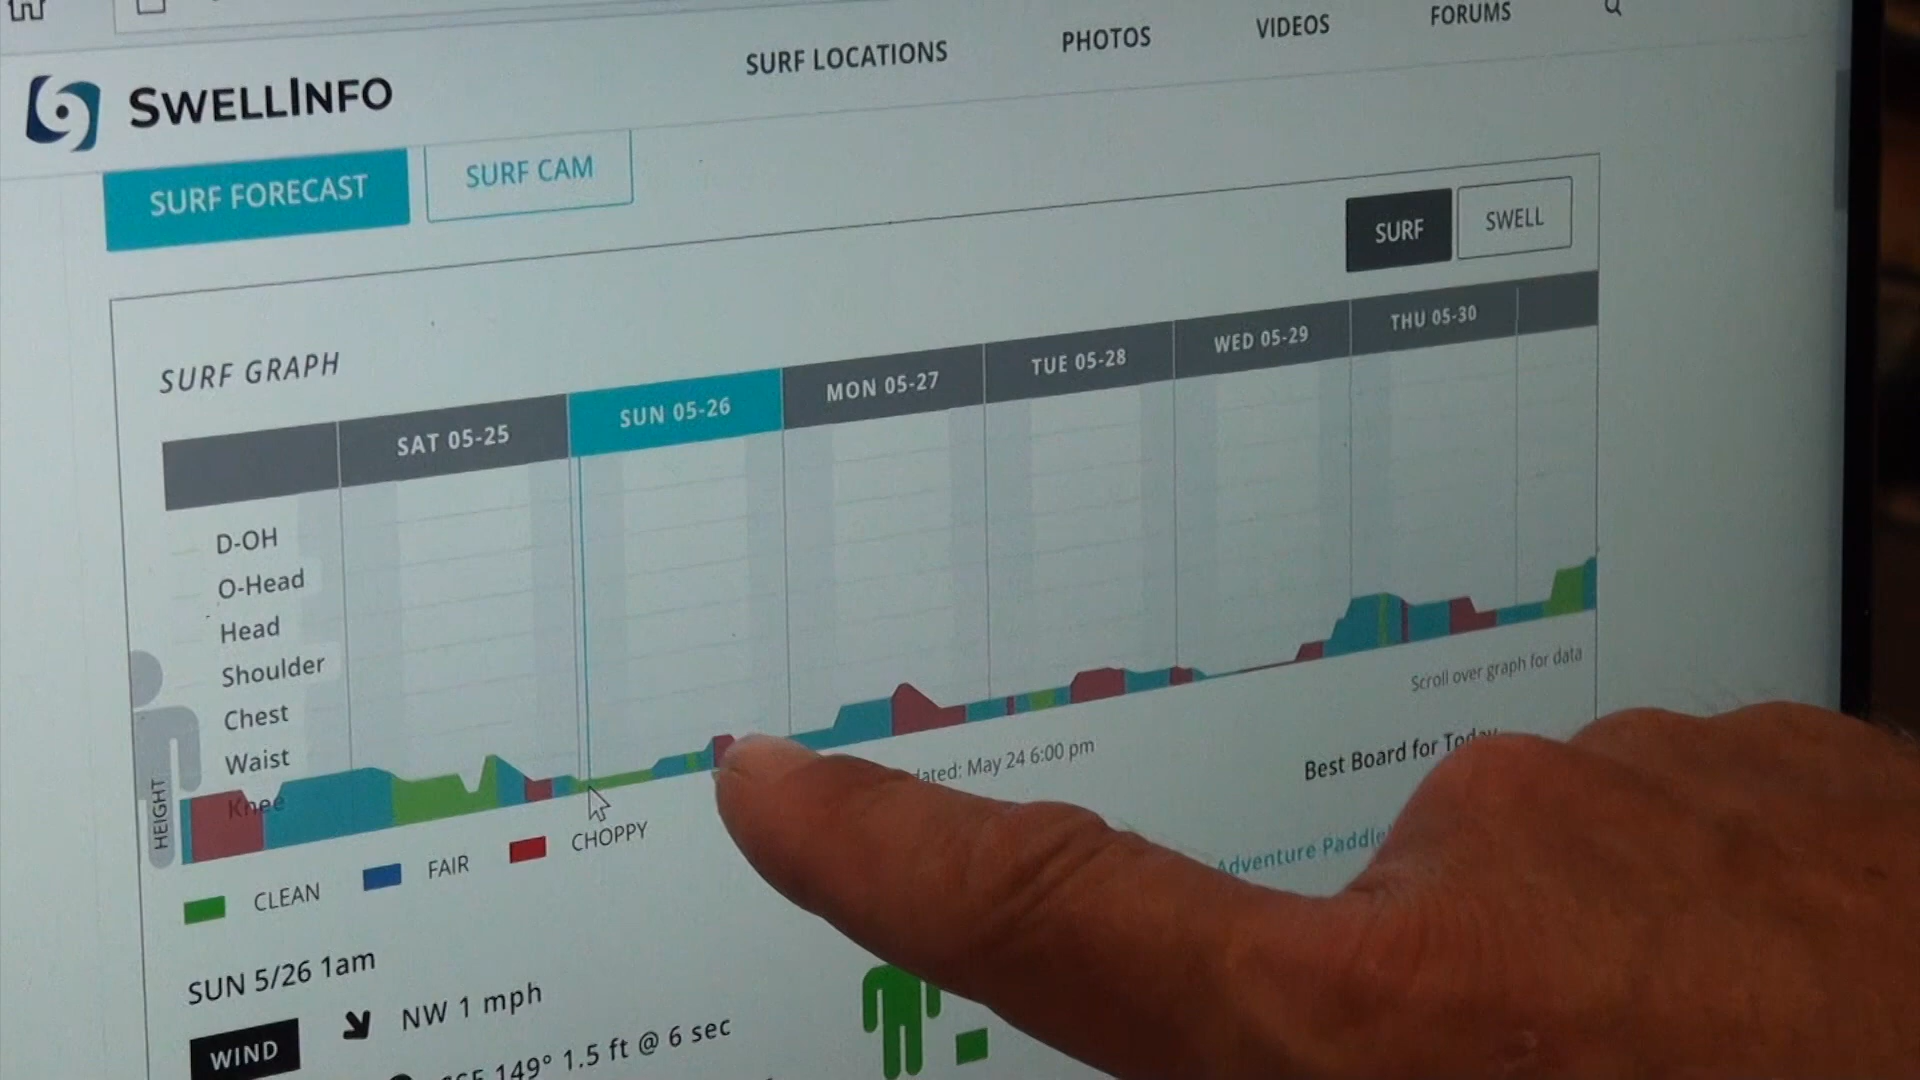 SURF LOCATIONS PHOTOS VIDEOS FORUMS
SWELLINFO
SURF FORECAST SURF CAM
SURF SWELL
SURF GRAPH
SAT 05-25 SUN 05-26 MON 05-27 TUE 05-28 WED 05-29 THU 05-30
D-OH
O-Head
Head
Shoulder
Chest
Waist
Knee
HEIGHT
Scroll over graph for data
May 24 6:00 pm
CLEAN FAIR CHOPPY
Best Board for Today
Adventure
SUN 5/26 1am
WIND NW 1 mph
149° 1.5 ft @ 6 sec